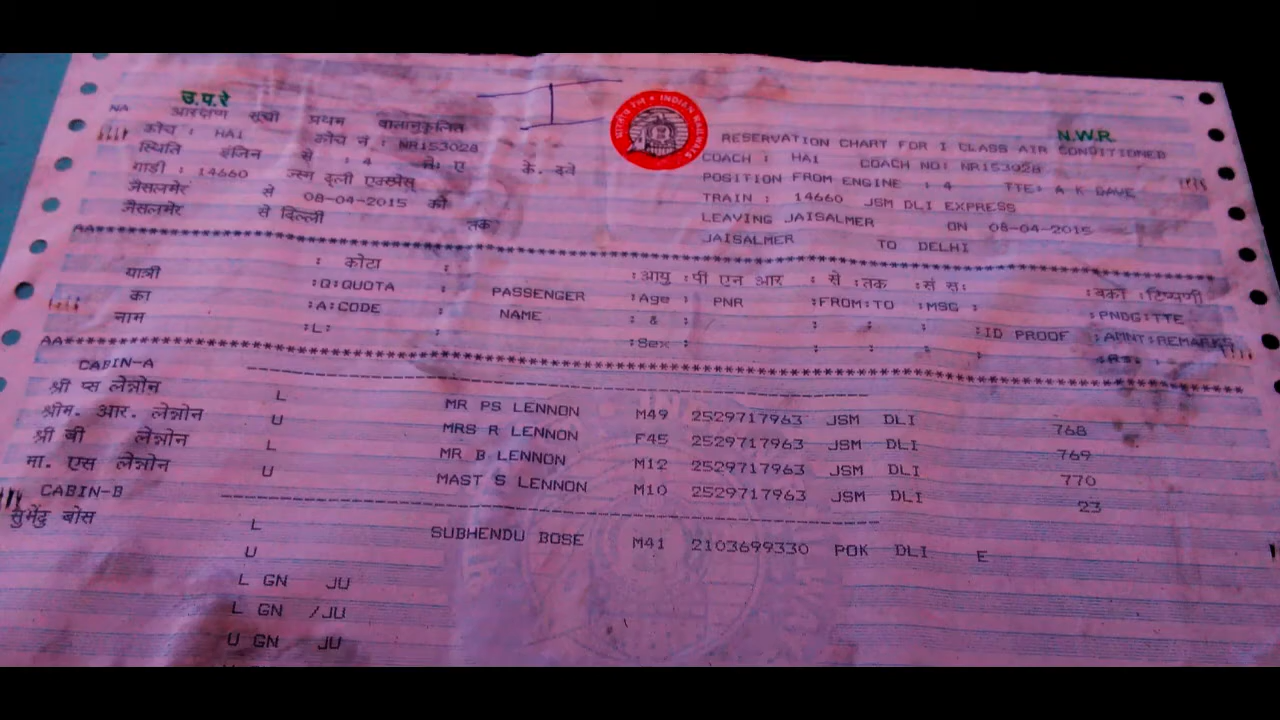 NA उ.प.रे
आरक्षण सूची प्रथम वातानुकूलित
कोच : HA1 कोच नं : NR153028
स्थिति इंजिन से : 4 के. दवे
गाडी : 14660 एक्स्प्रेस
जैसलमेर से 08-04-2015 को
जैसलमेर से दिल्ली तक
INDIAN RAILWAYS
N.W.R.
RESERVATION CHART FOR I CLASS AIR CONDITIONED
COACH : HA1 COACH NO: NR153028
POSITION FROM ENGINE : 4 TTE: A K DAVE
TRAIN : 14660 JSM DLI EXPRESS
LEAVING JAISALMER ON 08-04-2015
JAISALMER TO DELHI
: कोटा : :आयु :पी एन आर : से :तक :सं सु: :टिप्पणी
यात्री :Q:QUOTA PASSENGER :Age : PNR :FROM:TO :MSG : :PNDG:TTE
का :A:CODE NAME : & : : : : :ID PROOF :AMNT:REMARKS
नाम :L: :Sex: : : : :RS: .
CABIN-A
L MR PS LENNON M49 2529717963 JSM DLI 768
श्रीम. आर. लेन्नोन U MRS R LENNON F45 2529717963 JSM DLI 769
श्री बी लेन्नोन L MR B LENNON M12 2529717963 JSM DLI 770
मा. एस लेन्नोन U MAST S LENNON M10 2529717963 JSM DLI 23
CABIN-B
बोस L SUBHENDU BOSE M41 2103699330 POK DLI E
U
L GN JU
L GN /JU
U GN JU